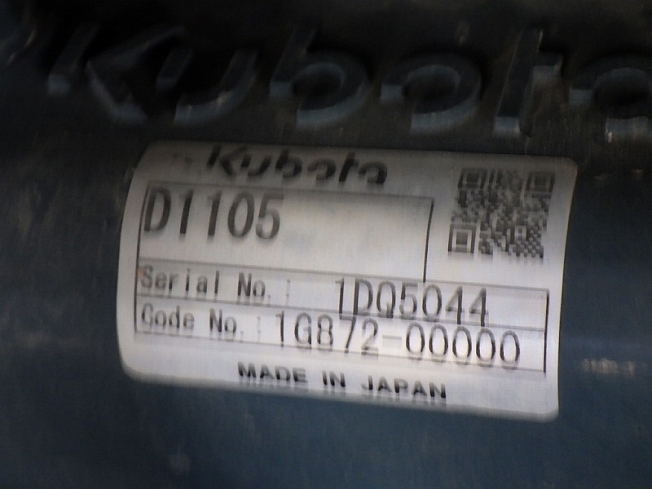 Kubota
Kubota
D1105
Serial No.: 1DQ5044
Code No.: 1G872-00000
MADE IN JAPAN